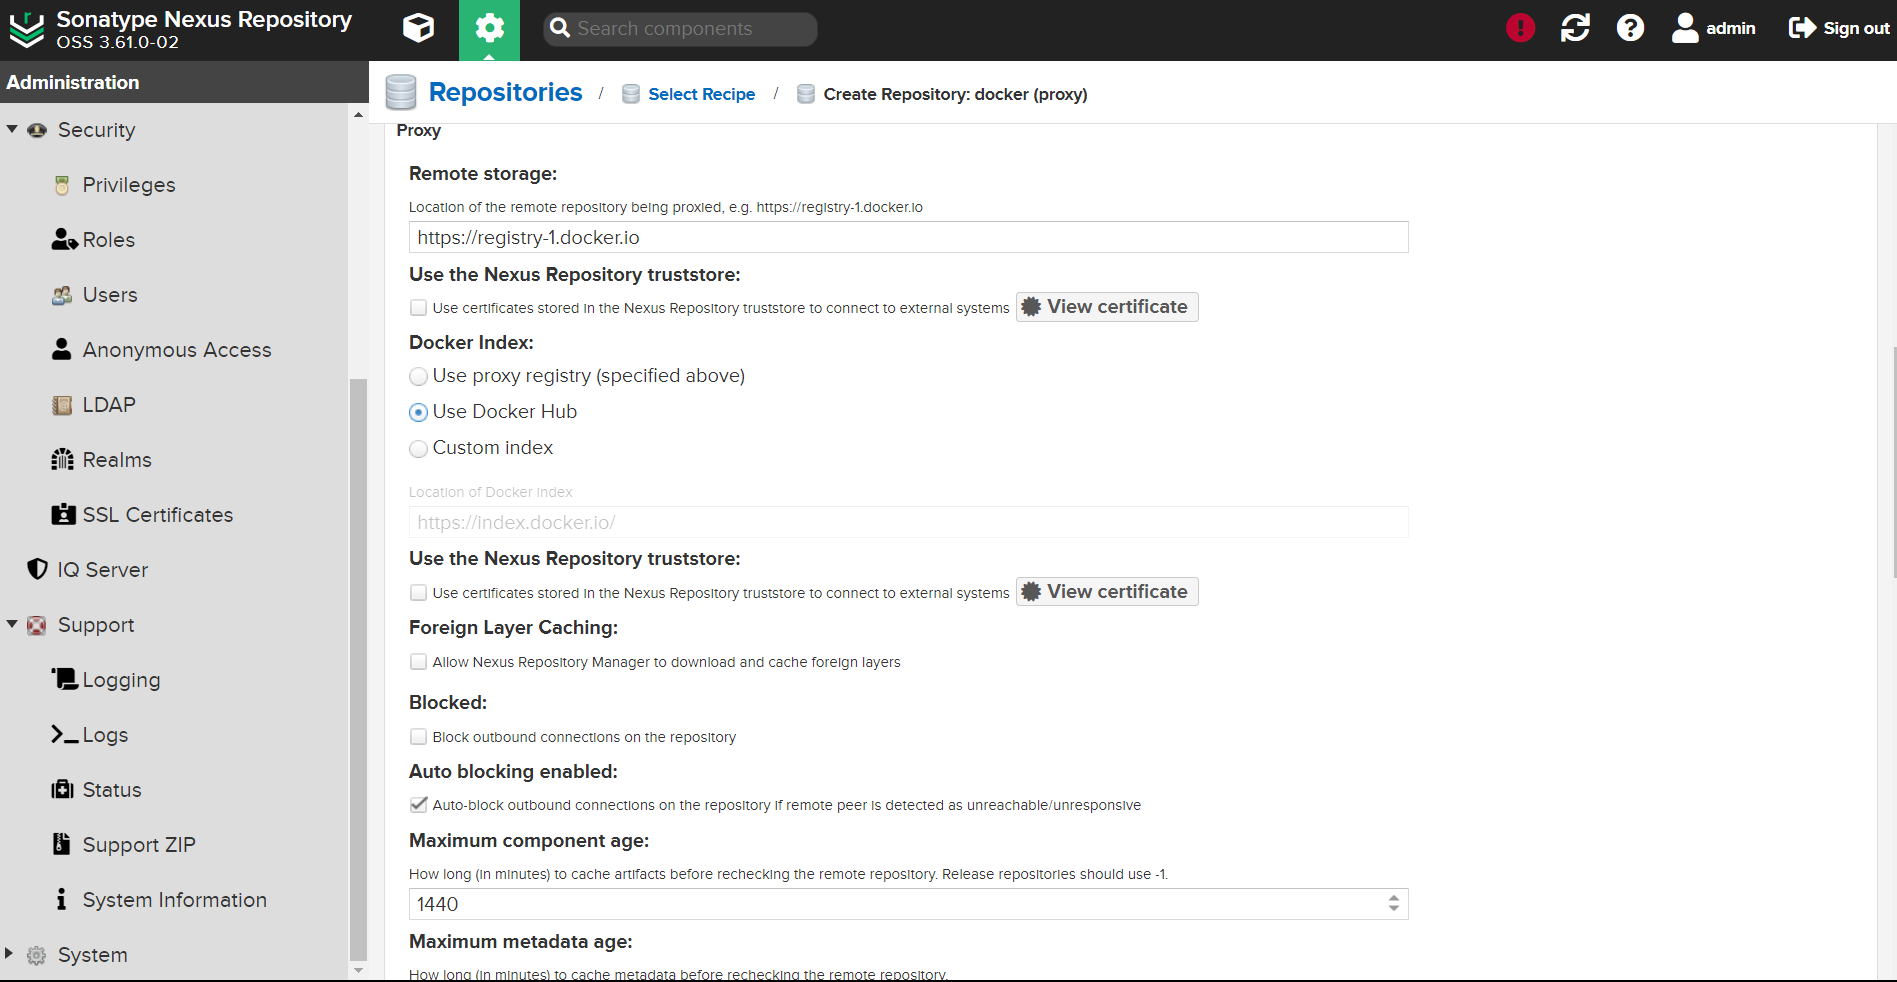 Sonatype Nexus Repository
OSS 3.61.0-02
Search components
admin
Sign out
Administration
Security
Privileges
Roles
Users
Anonymous Access
LDAP
Realms
SSL Certificates
IQ Server
Support
Logging
Logs
Status
Support ZIP
System Information
System
Repositories / Select Recipe / Create Repository: docker (proxy)
Proxy
Remote storage:
Location of the remote repository being proxied, e.g. https://registry-1.docker.io
https://registry-1.docker.io
Use the Nexus Repository truststore:
Use certificates stored in the Nexus Repository truststore to connect to external systems View certificate
Docker Index:
Use proxy registry (specified above)
Use Docker Hub
Custom index
Location of Docker index
https://index.docker.io/
Use the Nexus Repository truststore:
Use certificates stored in the Nexus Repository truststore to connect to external systems View certificate
Foreign Layer Caching:
Allow Nexus Repository Manager to download and cache foreign layers
Blocked:
Block outbound connections on the repository
Auto blocking enabled:
Auto-block outbound connections on the repository if remote peer is detected as unreachable/unresponsive
Maximum component age:
How long (in minutes) to cache artifacts before rechecking the remote repository. Release repositories should use -1.
1440
Maximum metadata age:
How long (in minutes) to cache metadata before rechecking the remote repository.